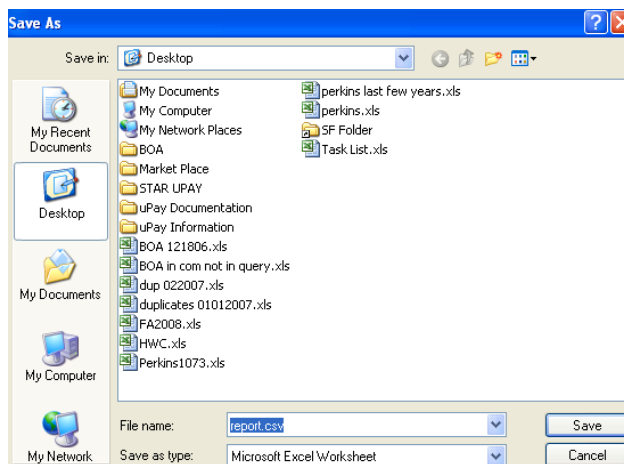 Save As
Save in:
Desktop
My Recent
Documents
Desktop
My Documents
My Computer
My Network
My Documents
My Computer
My Network Places
BOA
Market Place
STAR UPAY
uPay Documentation
uPay Information
BOA 121806.xls
BOA in com not in query.xls
dup 022007.xls
duplicates 01012007.xls
FA2008.xls
HWC.xls
Perkins1073.xls
perkins last few years.xls
perkins.xls
SF Folder
Task List.xls
File name:
report.csv
Save
Save as type:
Microsoft Excel Worksheet
Cancel